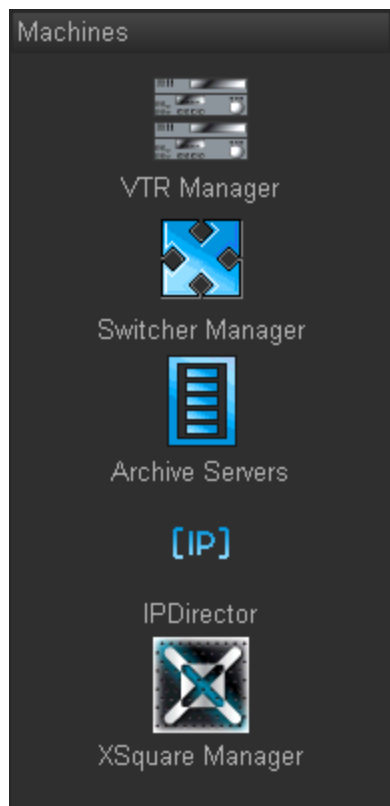 Machines
VTR Manager
Switcher Manager
Archive Servers
[IP]
IPDirector
XSquare Manager